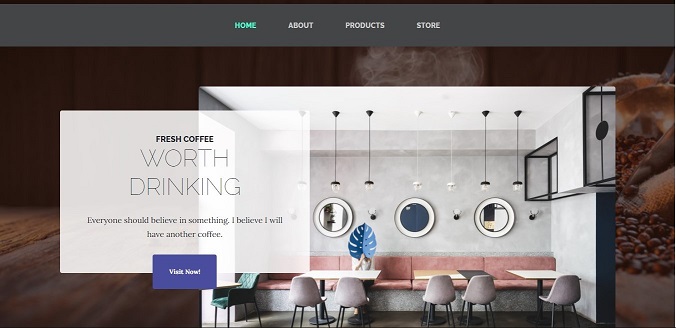 HOME ABOUT PRODUCTS STORE
FRESH COFFEE
WORTH
DRINKING
Everyone should believe in something. I believe I will
have another coffee.
Visit Now!